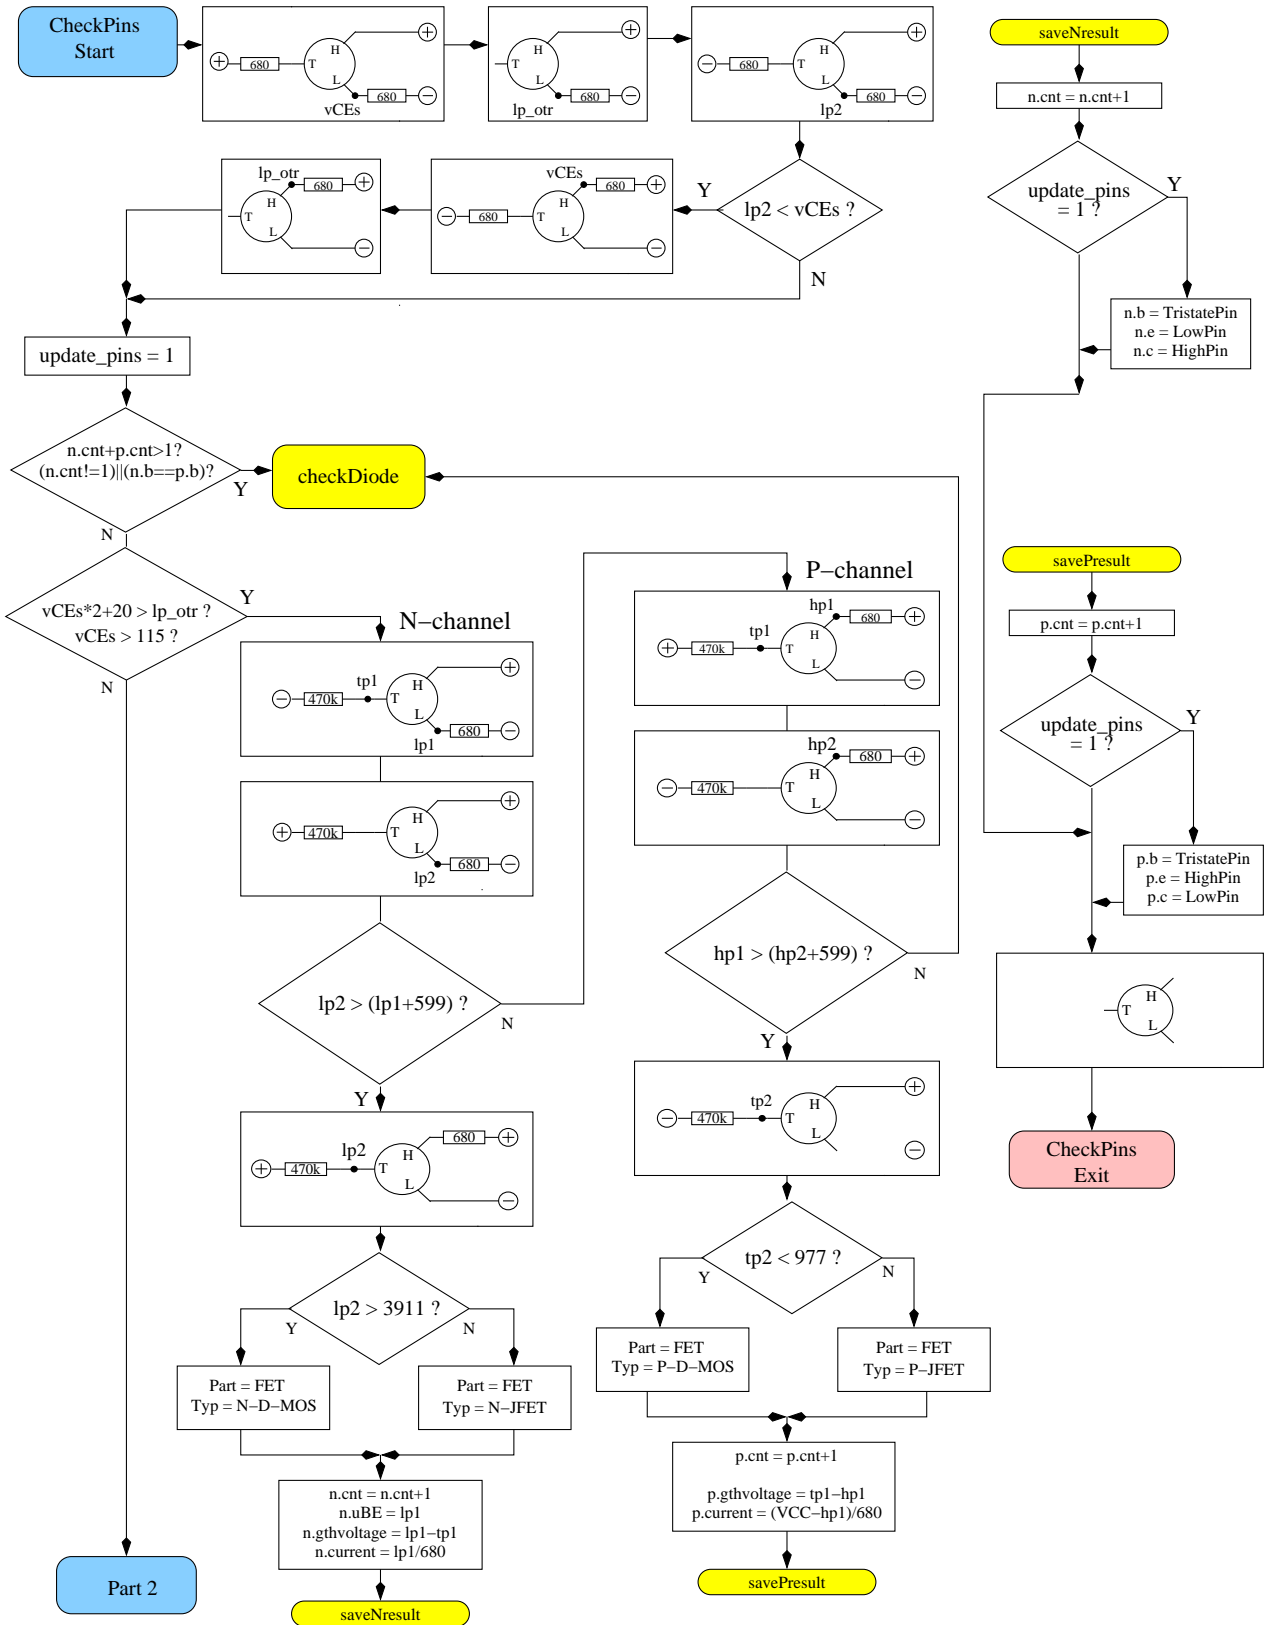 CheckPins
Start
H
T
L
+
680
+
680
−
vCEs
H
T
L
+
680
−
lp_otr
H
T
L
−
680
+
680
−
lp2
lp_otr
680
+
H
T
L
−
vCEs
680
+
−
680
H
T
L
−
Y
lp2 < vCEs ?
N
update_pins = 1
n.cnt+p.cnt>1?
(n.cnt!=1)||(n.b==p.b)?
Y
N
checkDiode
vCEs*2+20 > lp_otr ?
vCEs > 115 ?
Y
N
Part 2
N−channel
tp1
−
470k
T
H
L
+
680
−
lp1
+
470k
T
H
L
+
680
−
lp2
lp2 > (lp1+599) ?
N
Y
lp2
+
470k
T
H
L
680
+
−
lp2 > 3911 ?
Y
N
Part = FET
Typ = N−D−MOS
Part = FET
Typ = N−JFET
n.cnt = n.cnt+1
n.uBE = lp1
n.gthvoltage = lp1−tp1
n.current = lp1/680
saveNresult
P−channel
hp1
tp1
+
470k
T
H
L
680
+
−
hp2
−
470k
T
H
L
680
+
−
hp1 > (hp2+599) ?
N
Y
tp2
−
470k
T
H
L
+
−
tp2 < 977 ?
Y
N
Part = FET
Typ = P−D−MOS
Part = FET
Typ = P−JFET
p.cnt = p.cnt+1
p.gthvoltage = tp1−hp1
p.current = (VCC−hp1)/680
savePresult
saveNresult
n.cnt = n.cnt+1
update_pins
= 1 ?
Y
n.b = TristatePin
n.e = LowPin
n.c = HighPin
savePresult
p.cnt = p.cnt+1
update_pins
= 1 ?
Y
p.b = TristatePin
p.e = HighPin
p.c = LowPin
H
T
L
CheckPins
Exit